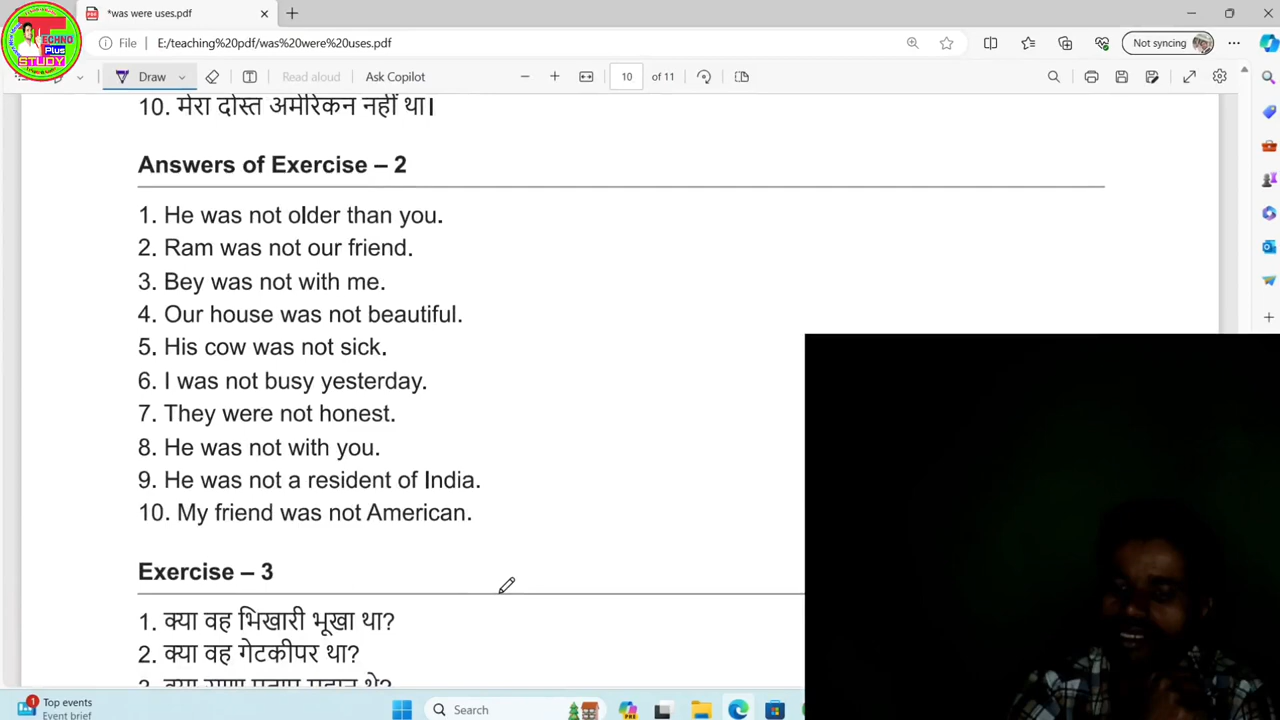 *was were uses.pdf
File E:/teaching%20pdf/was%20were%20uses.pdf Not syncing
Draw Read aloud Ask Copilot 10 of 11
TECHNO
Plus
STUDY
10. मेरा दोस्त अमेरिकन नहीं था।
Answers of Exercise – 2
1. He was not older than you.
2. Ram was not our friend.
3. Bey was not with me.
4. Our house was not beautiful.
5. His cow was not sick.
6. I was not busy yesterday.
7. They were not honest.
8. He was not with you.
9. He was not a resident of India.
10. My friend was not American.
Exercise – 3
1. क्या वह भिखारी भूखा था?
2. क्या वह गेटकीपर था?
Top events
Event brief
Search